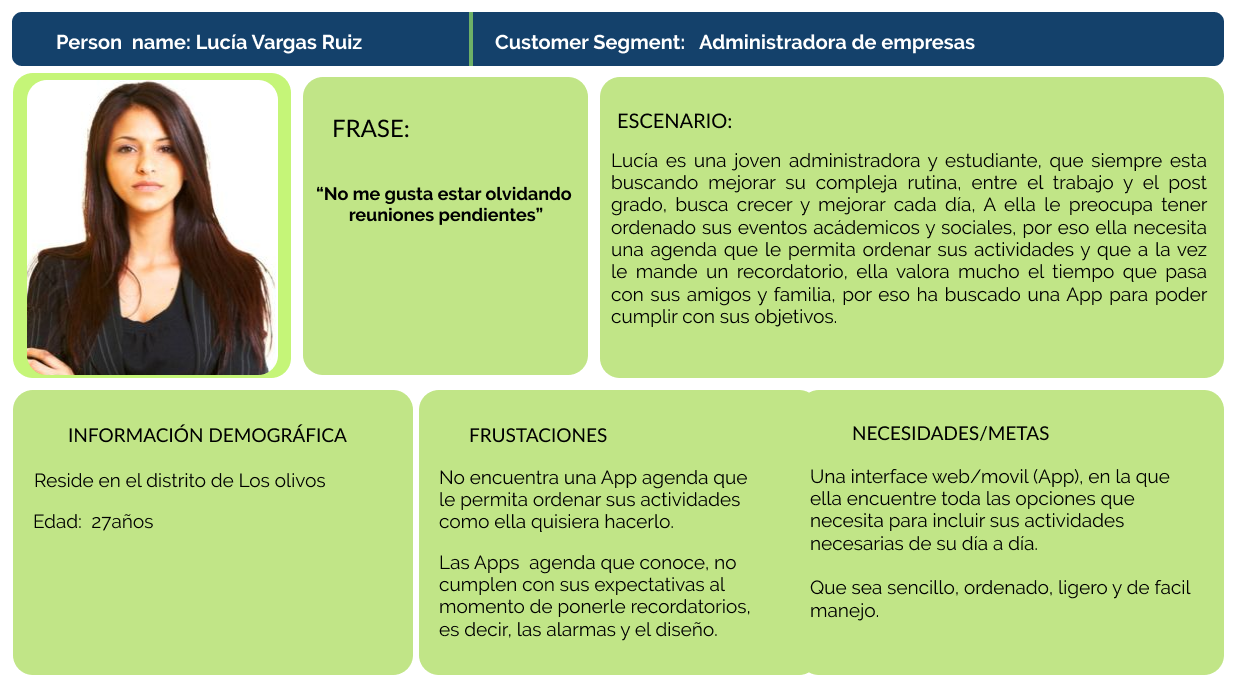 Person  name: Lucía Vargas Ruiz
Customer Segment:   Administradora de empresas
FRASE:
“No me gusta estar olvidando
reuniones pendientes”
ESCENARIO:
Lucía es una joven administradora y estudiante, que siempre esta
buscando mejorar su compleja rutina, entre el trabajo y el post
grado, busca crecer y mejorar cada día, A ella le preocupa tener
ordenado sus eventos acádemicos y sociales, por eso ella necesita
una agenda que le permita ordenar sus actividades y que a la vez
le mande un recordatorio, ella valora mucho el tiempo que pasa
con sus amigos y familia, por eso ha buscado una App para poder
cumplir con sus objetivos.
INFORMACIÓN DEMOGRÁFICA
Reside en el distrito de Los olivos
Edad:  27años
FRUSTACIONES
No encuentra una App agenda que
le permita ordenar sus actividades
como ella quisiera hacerlo.
Las Apps  agenda que conoce, no
cumplen con sus expectativas al
momento de ponerle recordatorios,
es decir, las alarmas y el diseño.
NECESIDADES/METAS
Una interface web/movil (App), en la que
ella encuentre toda las opciones que
necesita para incluir sus actividades
necesarias de su día a día.
Que sea sencillo, ordenado, ligero y de facil
manejo.